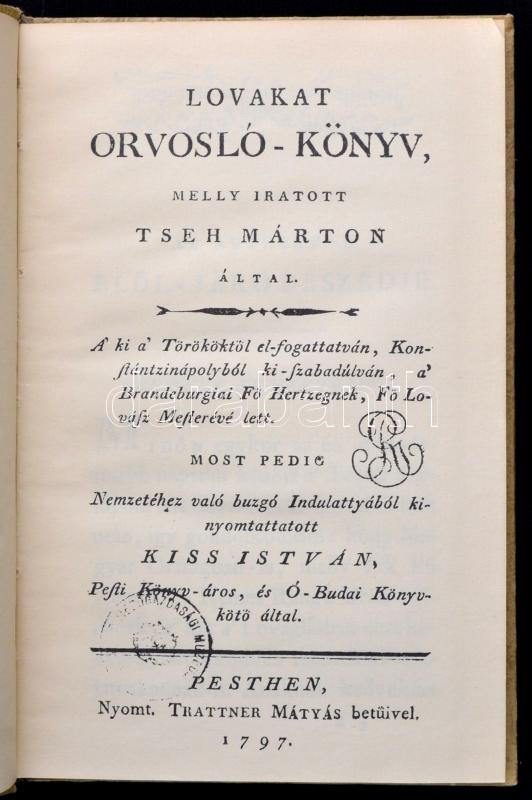 LOVAKAT
ORVOSLÓ - KÖNYV,
MELLY IRATOTT
TSEH MÁRTON
ÁLTAL.
A' ki a' Törököktöl el-fogattatván, Kon-
ſtántzinápolyból ki-ſzabadúlván, a'
Brandeburgiai Fö Hertzegnek, Fö Lo-
váſz Meſterévé lett.
MOST PEDIG
Nemzetéhez való buzgó Indulattyából ki-
nyomtattatott
KISS ISTVÁN,
Peſti Könyv-áros, és Ó-Budai Könyv-
kötö által.
PESTHEN,
Nyomt. TRATTNER MÁTYÁS betüivel.
1797.
darabanth